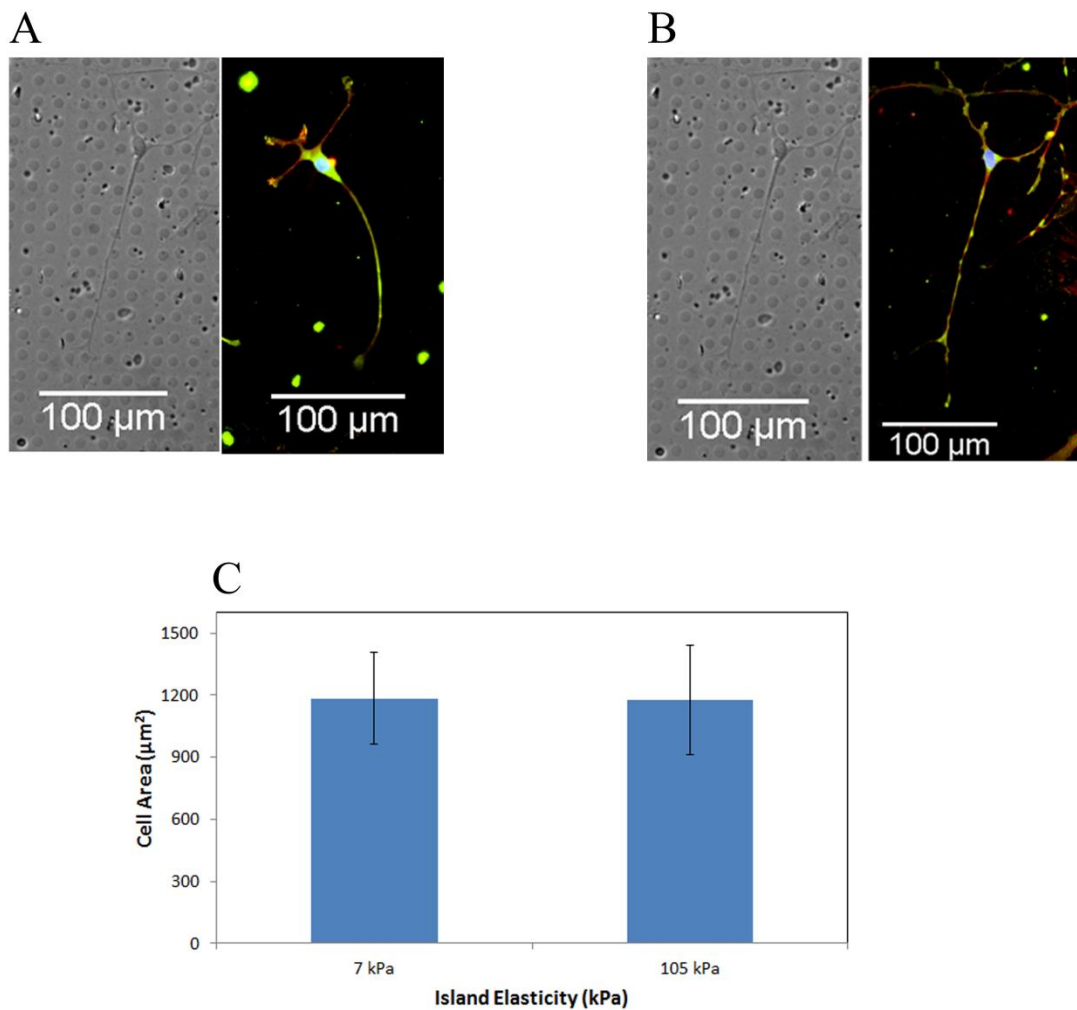 A
B
100 µm
100 µm
100 µm
100 µm
C
1500
1200
900
600
300
0
Cell Area (µm²)
7 kPa
105 kPa
Island Elasticity (kPa)